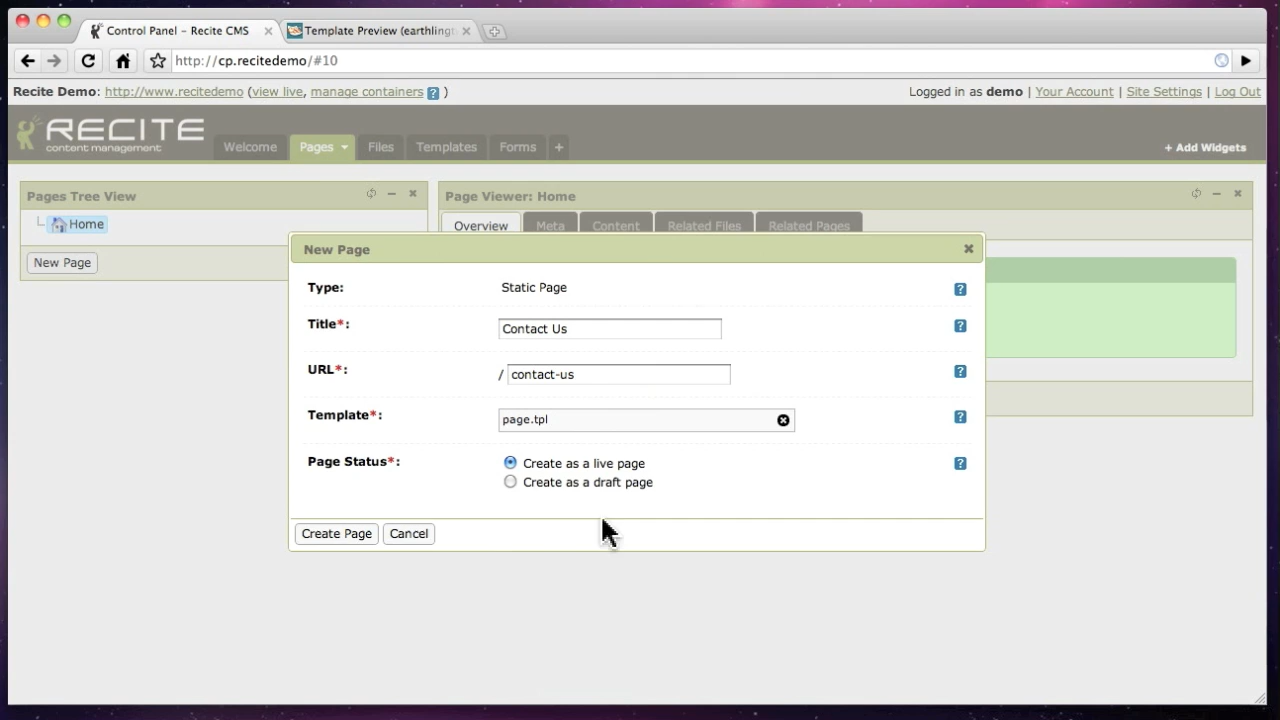 Control Panel – Recite CMS
Template Preview (earthlingt
http://cp.recitedemo/#10
Recite Demo: http://www.recitedemo (view live, manage containers ? )
Logged in as demo | Your Account | Site Settings | Log Out
RECITE
content management
Welcome
Pages
Files
Templates
Forms
+
+ Add Widgets
Pages Tree View
Home
New Page
Page Viewer: Home
Overview
Meta
Content
Related Files
Related Pages
New Page
Type: Static Page ?
Title*: Contact Us ?
URL*: / contact-us ?
Template*: page.tpl ?
Page Status*: Create as a live page ?
Create as a draft page
Create Page
Cancel